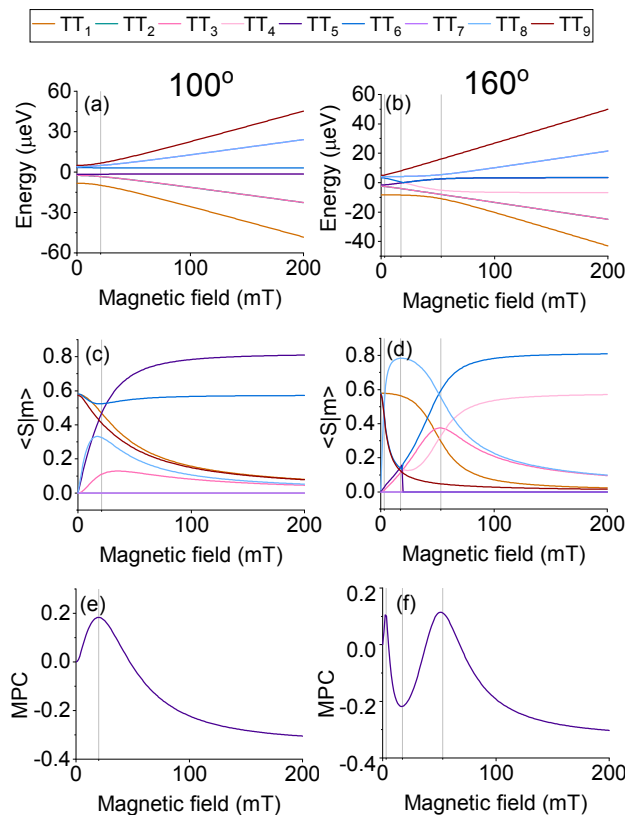 TT1 TT2 TT3 TT4 TT5 TT6 TT7 TT8 TT9
100º 160º
(a) (b)
Energy (μeV) 60 30 0 -30 -60
0 100 200
Magnetic field (mT)
Energy (μeV) 60 40 20 0 -20 -40
0 100 200
Magnetic field (mT)
(c) (d)
<S|m> 0.8 0.6 0.4 0.2 0.0
0 100 200
Magnetic field (mT)
<S|m> 0.8 0.6 0.4 0.2 0.0
0 100 200
Magnetic field (mT)
(e) (f)
MPC 0.2 0.0 -0.2 -0.4
0 100 200
Magnetic field (mT)
MPC 0.2 0.0 -0.2 -0.4
0 100 200
Magnetic field (mT)